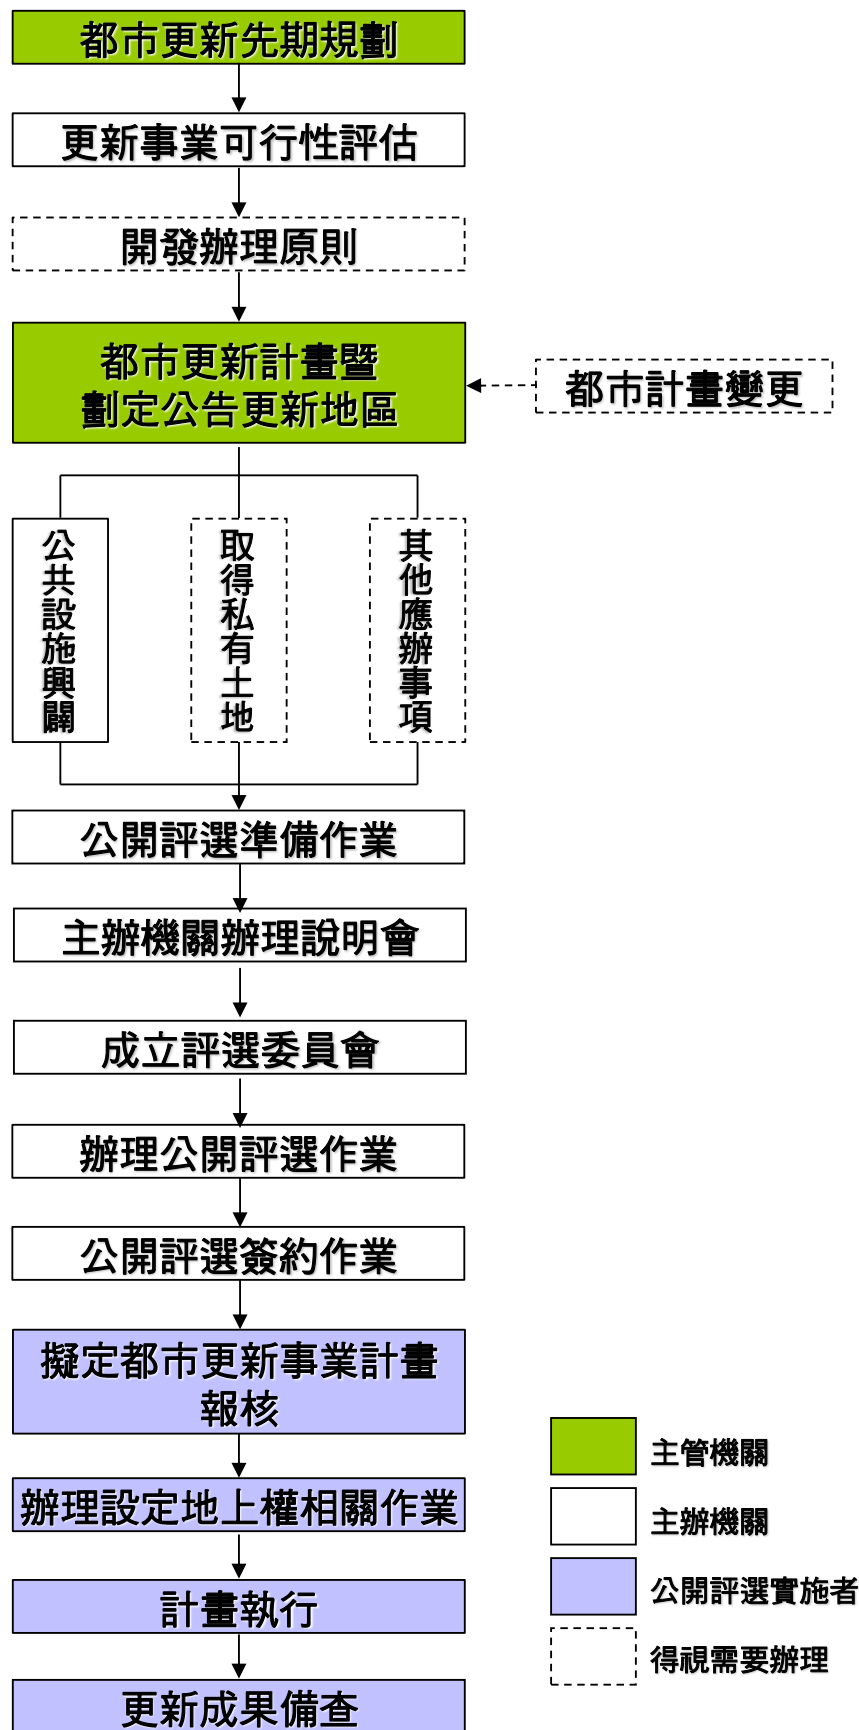 都市更新先期規劃
更新事業可行性評估
開發辦理原則
都市更新計畫暨
劃定公告更新地區
都市計畫變更
公共設施興闢
取得私有土地
其他應辦事項
公開評選準備作業
主辦機關辦理說明會
成立評選委員會
辦理公開評選作業
公開評選簽約作業
擬定都市更新事業計畫
報核
辦理設定地上權相關作業
計畫執行
更新成果備查
主管機關
主辦機關
公開評選實施者
得視需要辦理